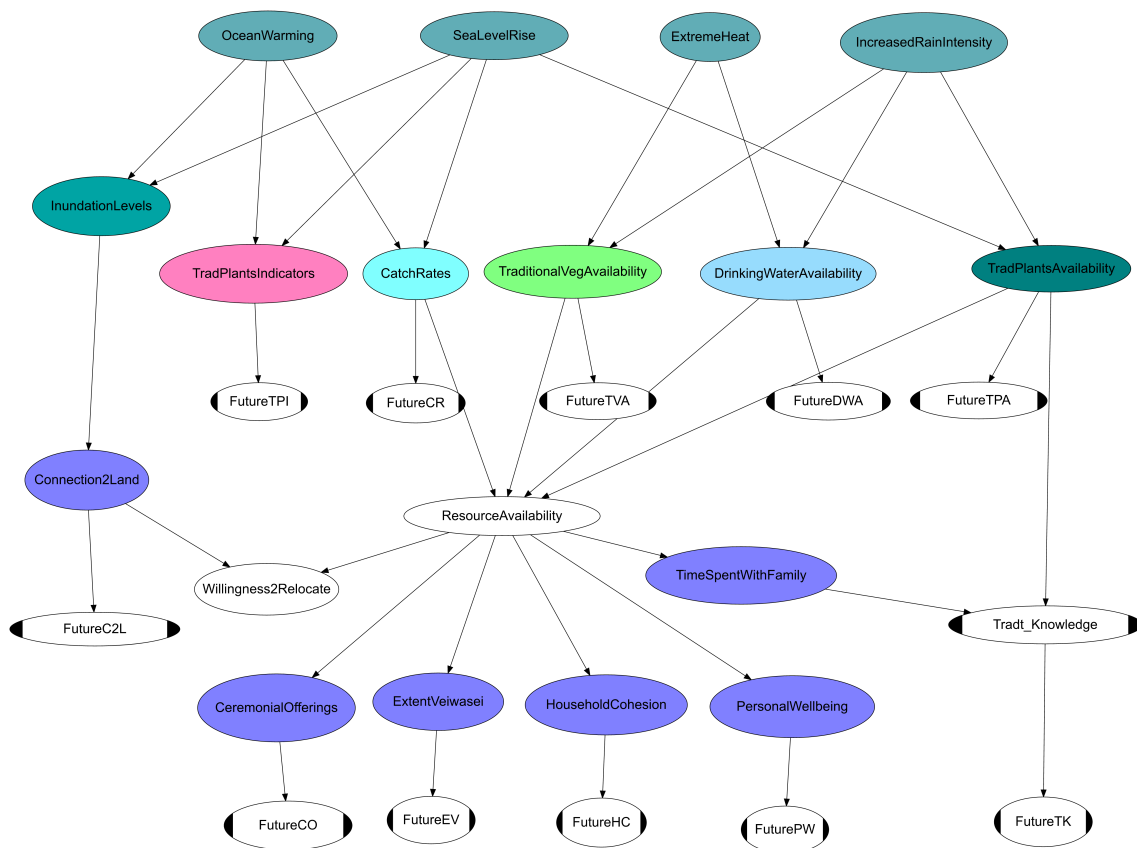 OceanWarming
SeaLevelRise
ExtremeHeat
IncreasedRainIntensity
InundationLevels
TradPlantsIndicators
CatchRates
TraditionalVegAvailability
DrinkingWaterAvailability
TradPlantsAvailability
FutureTPI
FutureCR
FutureTVA
FutureDWA
FutureTPA
Connection2Land
ResourceAvailability
TimeSpentWithFamily
Willingness2Relocate
FutureC2L
Tradt_Knowledge
CeremonialOfferings
ExtentVeiwasei
HouseholdCohesion
PersonalWellbeing
FutureCO
FutureEV
FutureHC
FuturePW
FutureTK